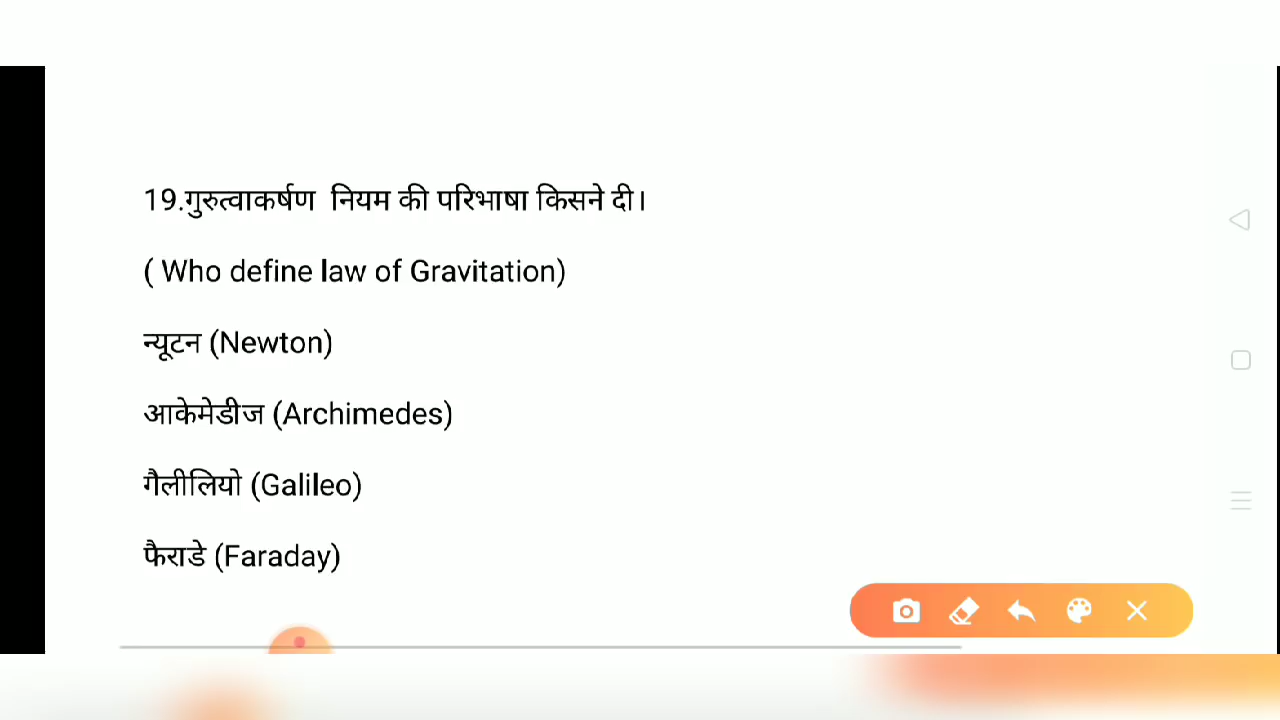 19.गुरुत्वाकर्षण नियम की परिभाषा किसने दी।
( Who define law of Gravitation)
न्यूटन (Newton)
आकेमेडीज (Archimedes)
गैलीलियो (Galileo)
फैराडे (Faraday)